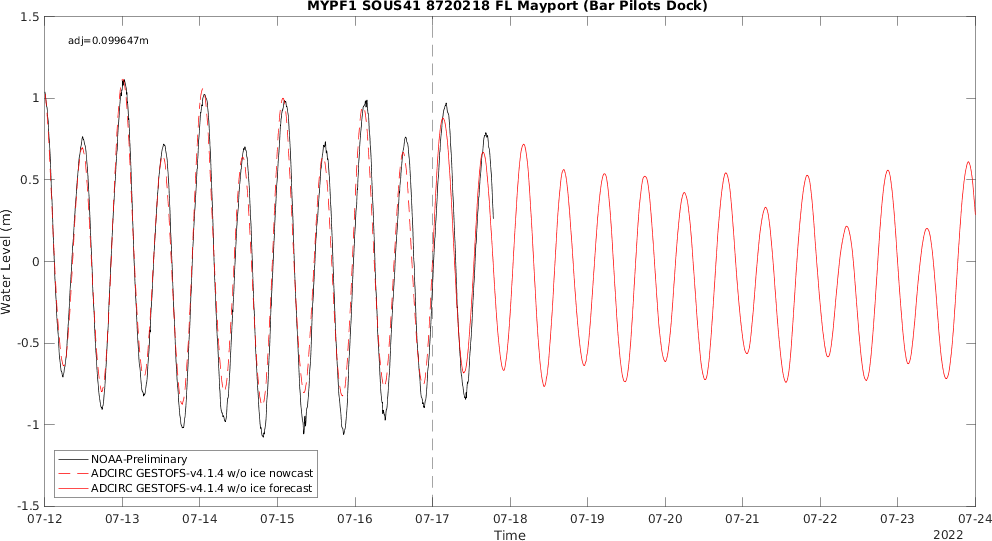 MYPF1 SOUS41 8720218 FL Mayport (Bar Pilots Dock)
1.5
adj=0.099647m
1
0.5
0
-0.5
-1
-1.5
Water Level (m)
NOAA-Preliminary
ADCIRC GESTOFS-v4.1.4 w/o ice nowcast
ADCIRC GESTOFS-v4.1.4 w/o ice forecast
07-12 07-13 07-14 07-15 07-16 07-17 07-18 07-19 07-20 07-21 07-22 07-23 07-24
Time
2022